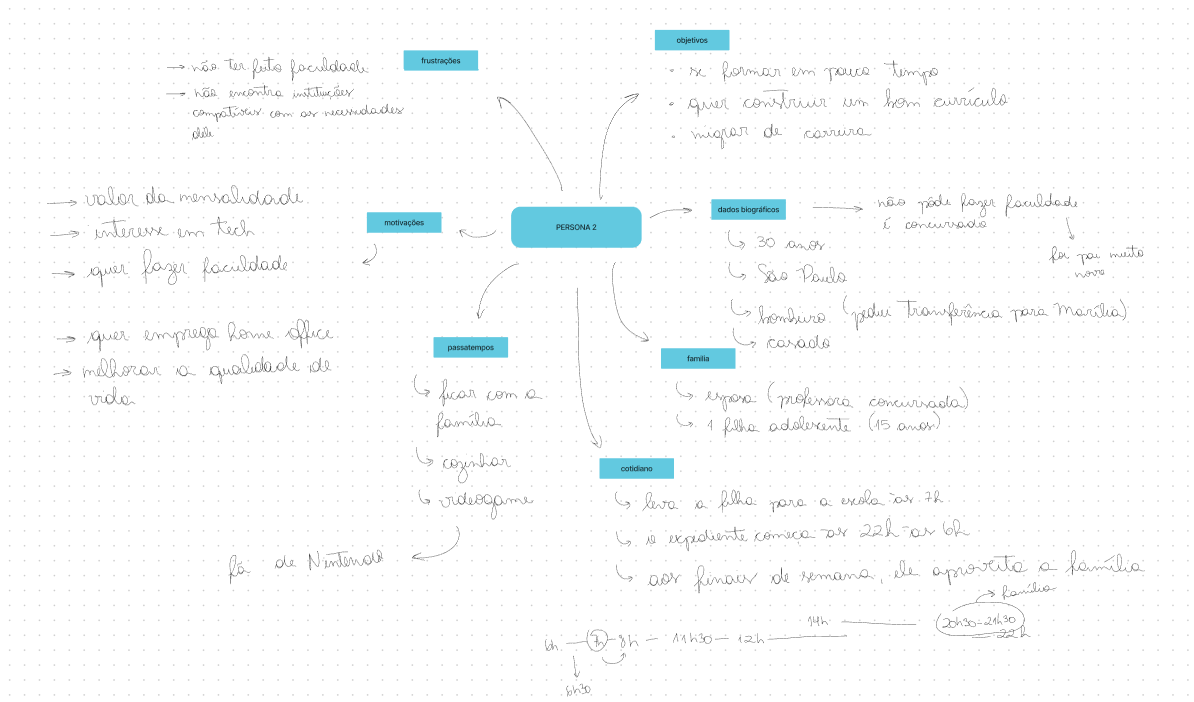 objetivos
• se formar em pouco tempo
• quer construir um bom currículo
• migrar de carreira
frustrações
→ não ter feito faculdade
→ não encontra instituições
compatíveis com as necessidades
dele
PERSONA 2
motivações
→ valor da mensalidade
→ interesse em tech
→ quer fazer faculdade
→ quer emprego home office
→ melhorar a qualidade de
vida
dados biográficos
→ não pôde fazer faculdade
é concursado
foi pai muito
novo
30 anos
São Paulo
bombeiro (pediu transferência para Marília)
casado
passatempos
ficar com a
família
cozinhar
videogame
fã de Nintendo
família
esposa (professora concursada)
1 filha adolescente (15 anos)
cotidiano
leva a filha para a escola às 7h
o expediente começa às 22h - às 6h
aos finais de semana, ele aproveita a família
→ família
6h — 7h - 8h — 11h30 — 12h — 14h — 20h30-21h30
22h
6h30